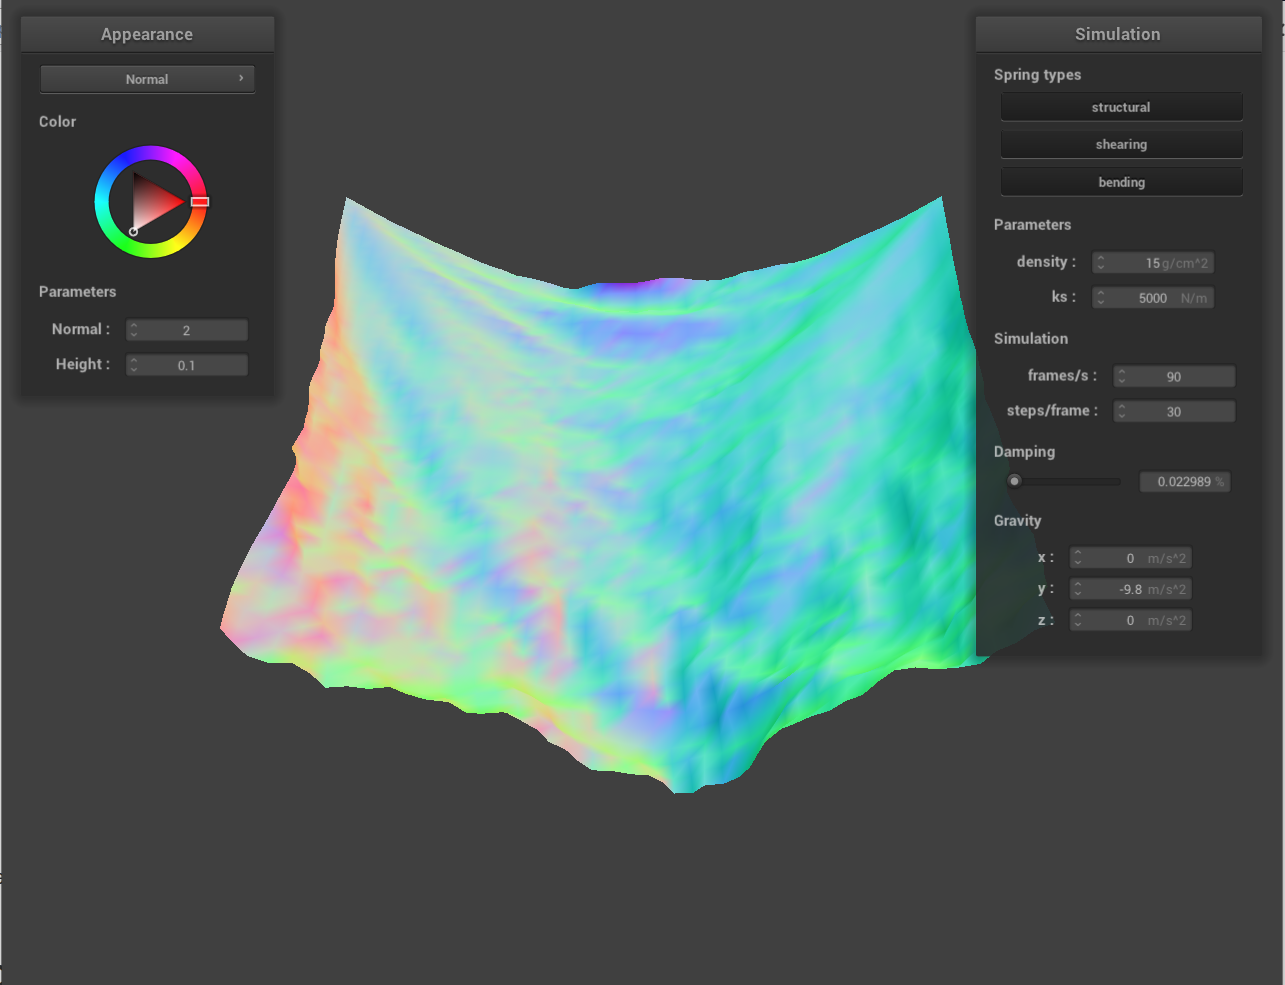 Appearance
Normal
Color
Parameters
Normal : 2
Height : 0.1
Simulation
Spring types
structural
shearing
bending
Parameters
density : 15 g/cm^2
ks : 5000 N/m
Simulation
frames/s : 90
steps/frame : 30
Damping
0.022989 %
Gravity
x : 0 m/s^2
y : -9.8 m/s^2
z : 0 m/s^2